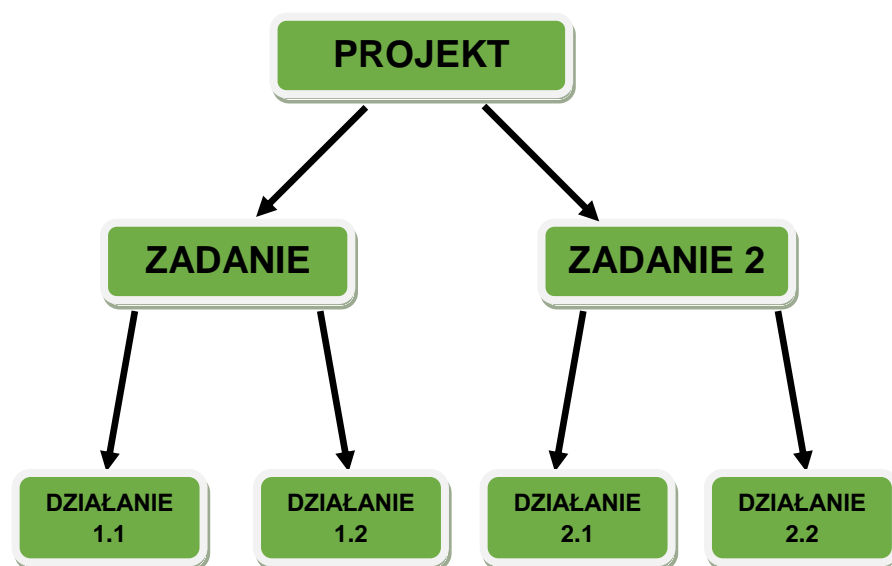 PROJEKT
ZADANIE
ZADANIE 2
DZIAŁANIE
1.1
DZIAŁANIE
1.2
DZIAŁANIE
2.1
DZIAŁANIE
2.2